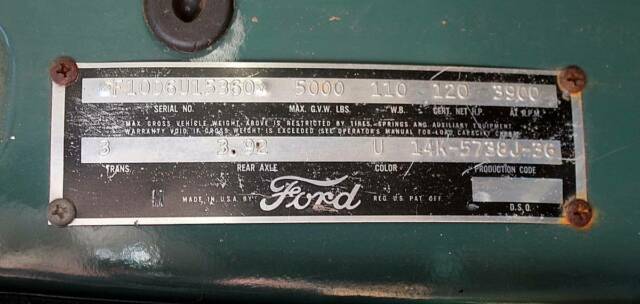 F10D6U15360 5000 110 120 3900
SERIAL NO. MAX. G.V.W. LBS. W.B. CERT. NET H.P. AT R.P.M.
MAX GROSS VEHICLE WEIGHT ABOVE IS RESTRICTED BY TIRES-SPRINGS AND AUXILIARY EQUIPMENT
WARRANTY VOID IF GROSS WEIGHT IS EXCEEDED (SEE OPERATOR'S MANUAL FOR LOAD CAPACITY)
3 3.92 U 14K-5738J-36
TRANS. REAR AXLE COLOR PRODUCTION CODE
MADE IN U.S.A. BY Ford REG. U.S. PAT. OFF.
D.S.O.